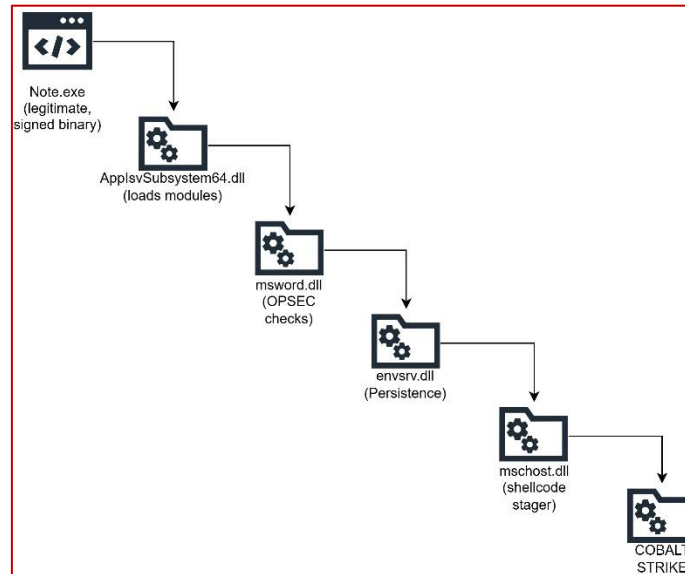 </>
Note.exe
(legitimate,
signed binary)
AppIsvSubsystem64.dll
(loads modules)
msword.dll
(OPSEC
checks)
envsrv.dll
(Persistence)
mschost.dll
(shellcode
stager)
COBALT
STRIKE